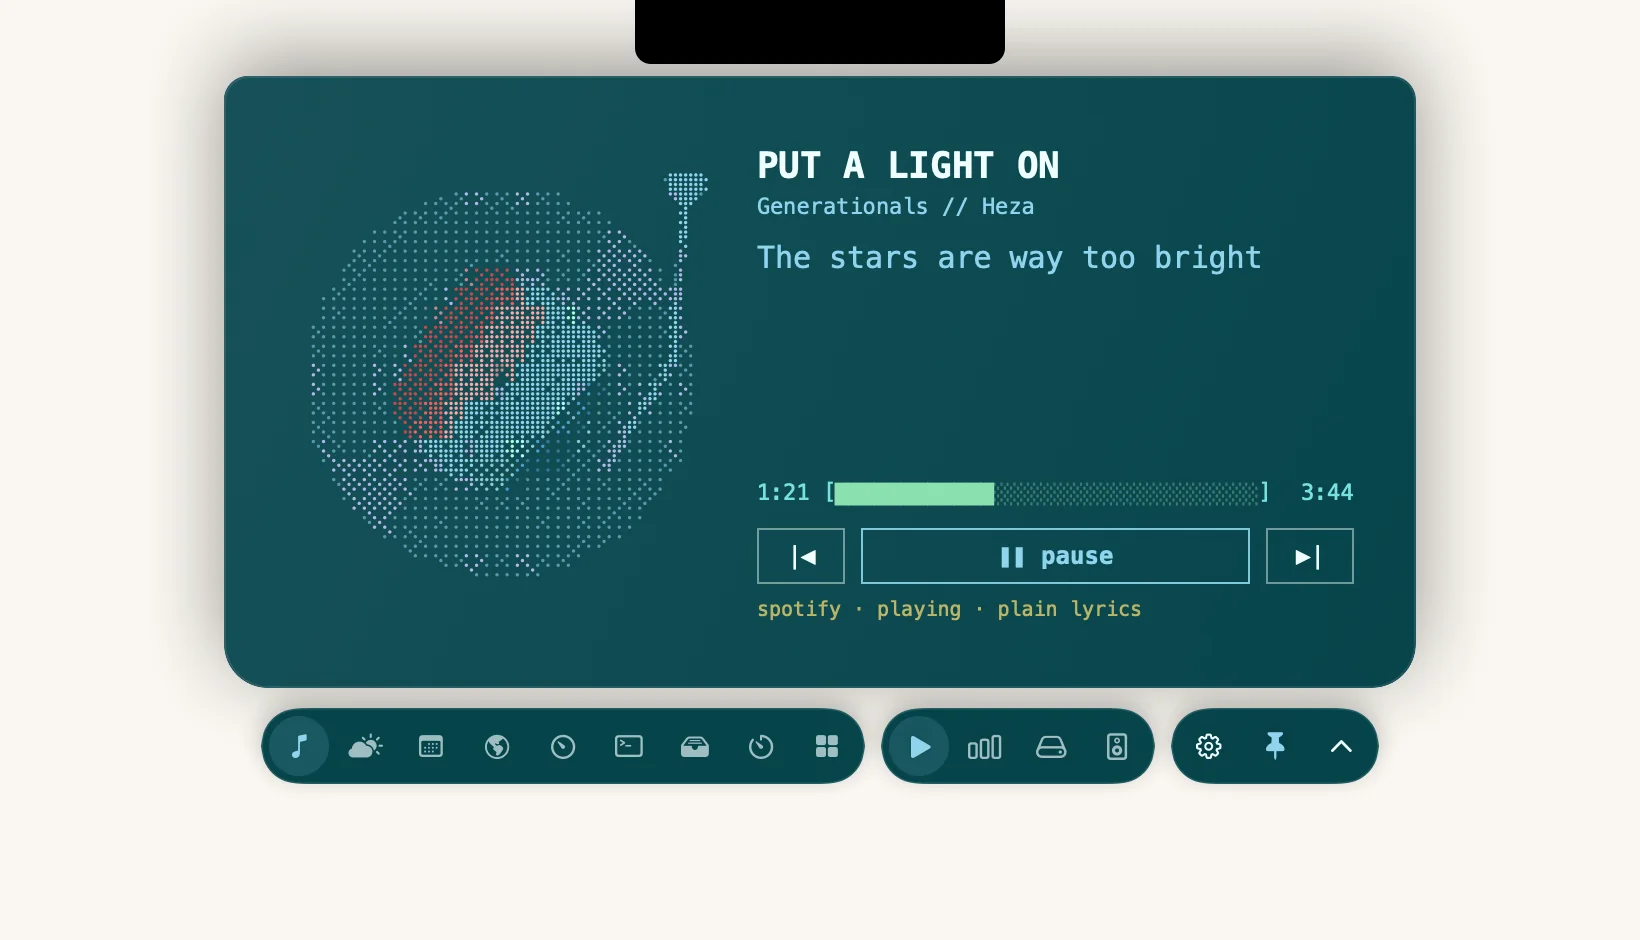 PUT A LIGHT ON
Generationals // Heza
The stars are way too bright
1:21 [ ] 3:44
|◀ ❚❚ pause ▶|
spotify · playing · plain lyrics